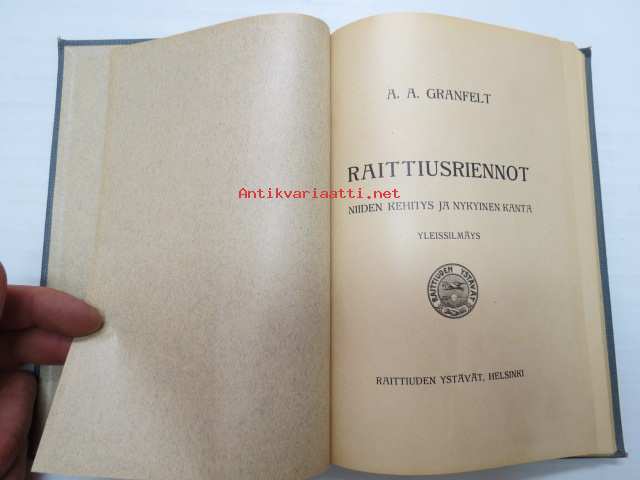 A. A. GRANFELT
RAITTIUSRIENNOT
Antikvariaatti.net
NIIDEN KEHITYS JA NYKYINEN KANTA
YLEISSILMÄYS
RAITTIUDEN YSTÄVÄT
RAITTIUDEN YSTÄVÄT, HELSINKI